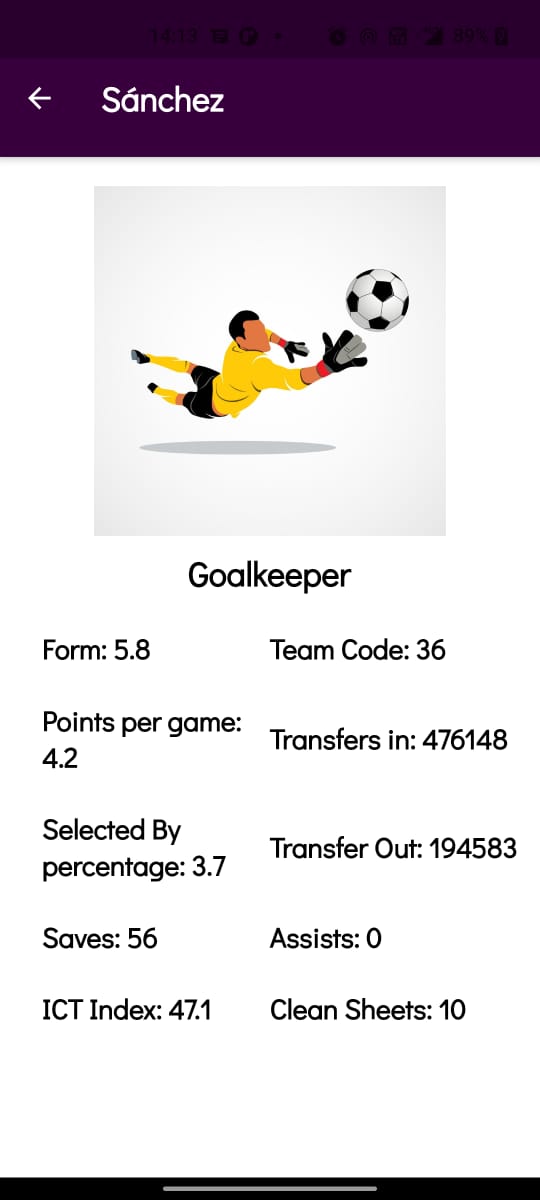 14:13
89%
Sánchez
Goalkeeper
Form: 5.8
Team Code: 36
Points per game:
4.2
Transfers in: 476148
Selected By
percentage: 3.7
Transfer Out: 194583
Saves: 56
Assists: 0
ICT Index: 47.1
Clean Sheets: 10